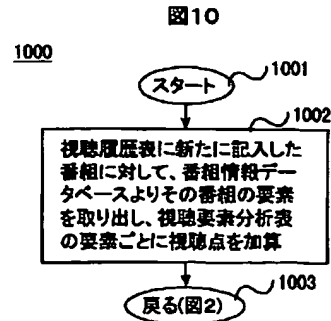 図10
1000
スタート
1001
1002
視聴履歴表に新たに記入した
番組に対して、番組情報デー
タベースよりその番組の要素
を取り出し、視聴要素分析表
の要素ごとに視聴点を加算
1003
戻る(図2)